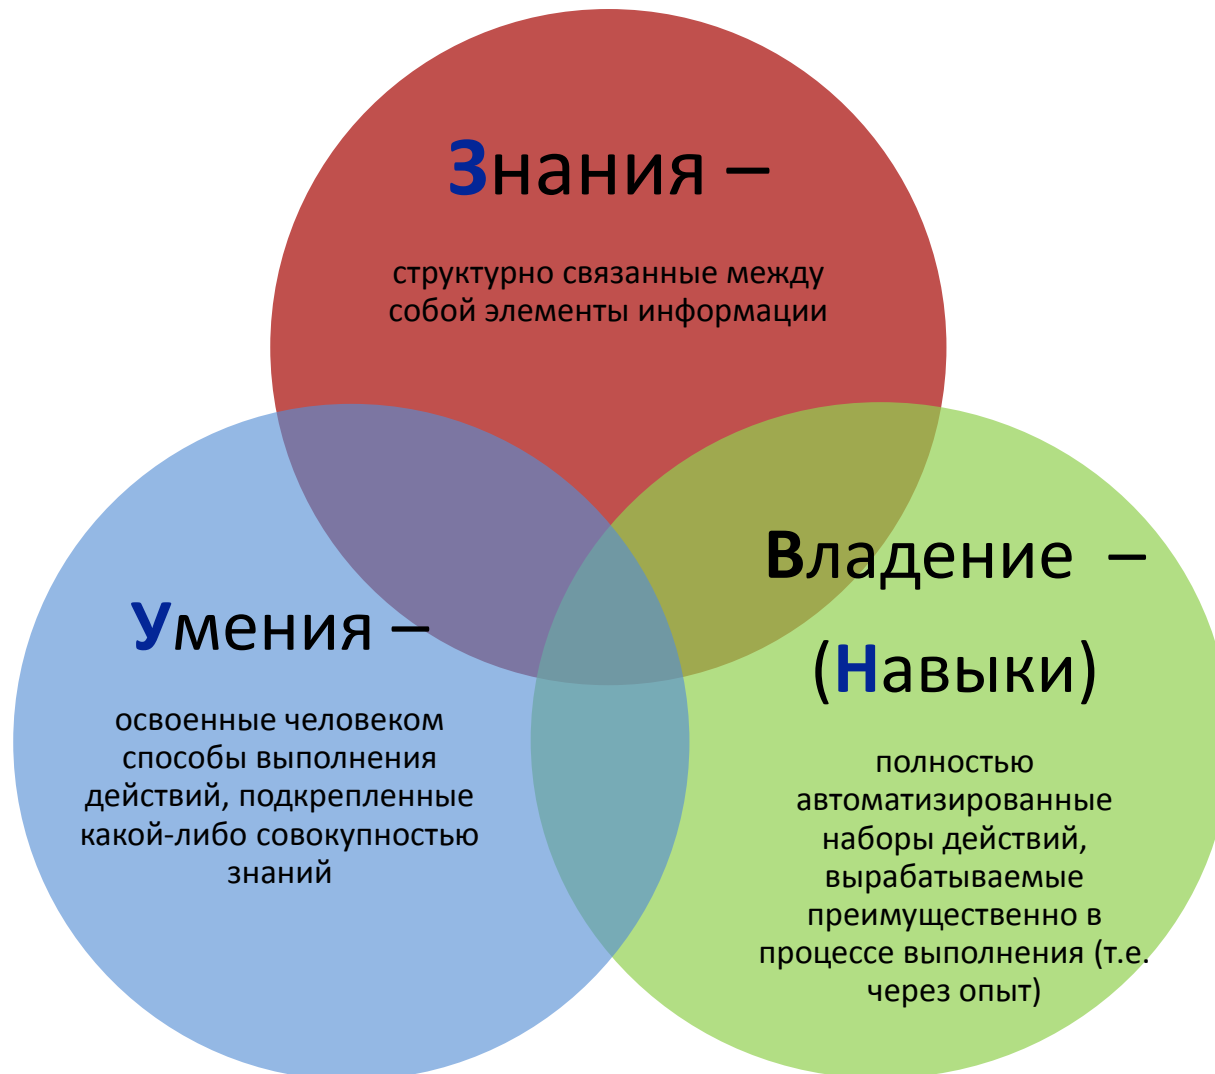 Знания –
структурно связанные между
собой элементы информации
Умения –
освоенные человеком
способы выполнения
действий, подкрепленные
какой-либо совокупностью
знаний
Владение –
(Навыки)
полностью
автоматизированные
наборы действий,
вырабатываемые
преимущественно в
процессе выполнения (т.е.
через опыт)